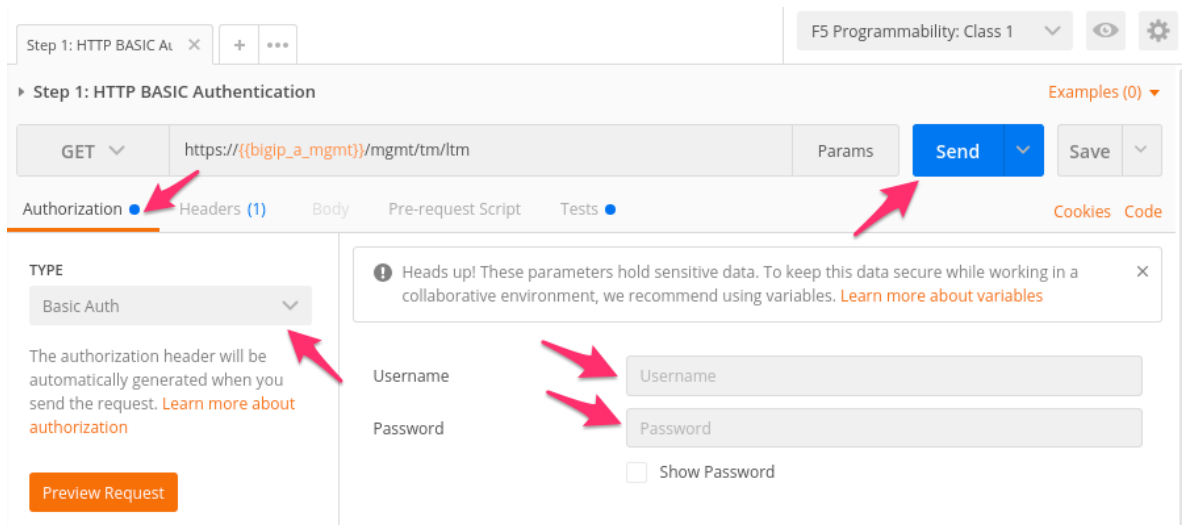 Step 1: HTTP BASIC Au
F5 Programmability: Class 1
Step 1: HTTP BASIC Authentication
Examples (0)
GET
https://{{bigip_a_mgmt}}/mgmt/tm/ltm
Params
Send
Save
Authorization
Headers (1)
Body
Pre-request Script
Tests
Cookies
Code
TYPE
Basic Auth
The authorization header will be
automatically generated when you
send the request. Learn more about
authorization
Preview Request
Heads up! These parameters hold sensitive data. To keep this data secure while working in a
collaborative environment, we recommend using variables. Learn more about variables
Username
Username
Password
Password
Show Password